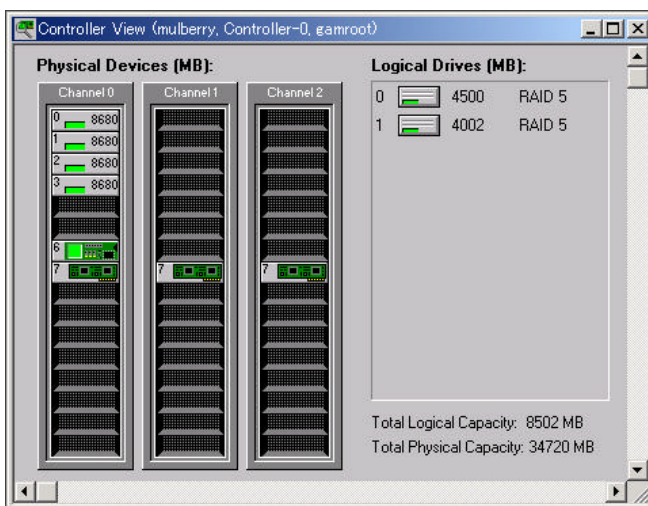 Controller View (mulberry, Controller-0, gamroot)
Physical Devices (MB):
Channel 0
0 8680
1 8680
2 8680
3 8680
6
7
Channel 1
7
Channel 2
7
Logical Drives (MB):
0 4500 RAID 5
1 4002 RAID 5
Total Logical Capacity: 8502 MB
Total Physical Capacity: 34720 MB